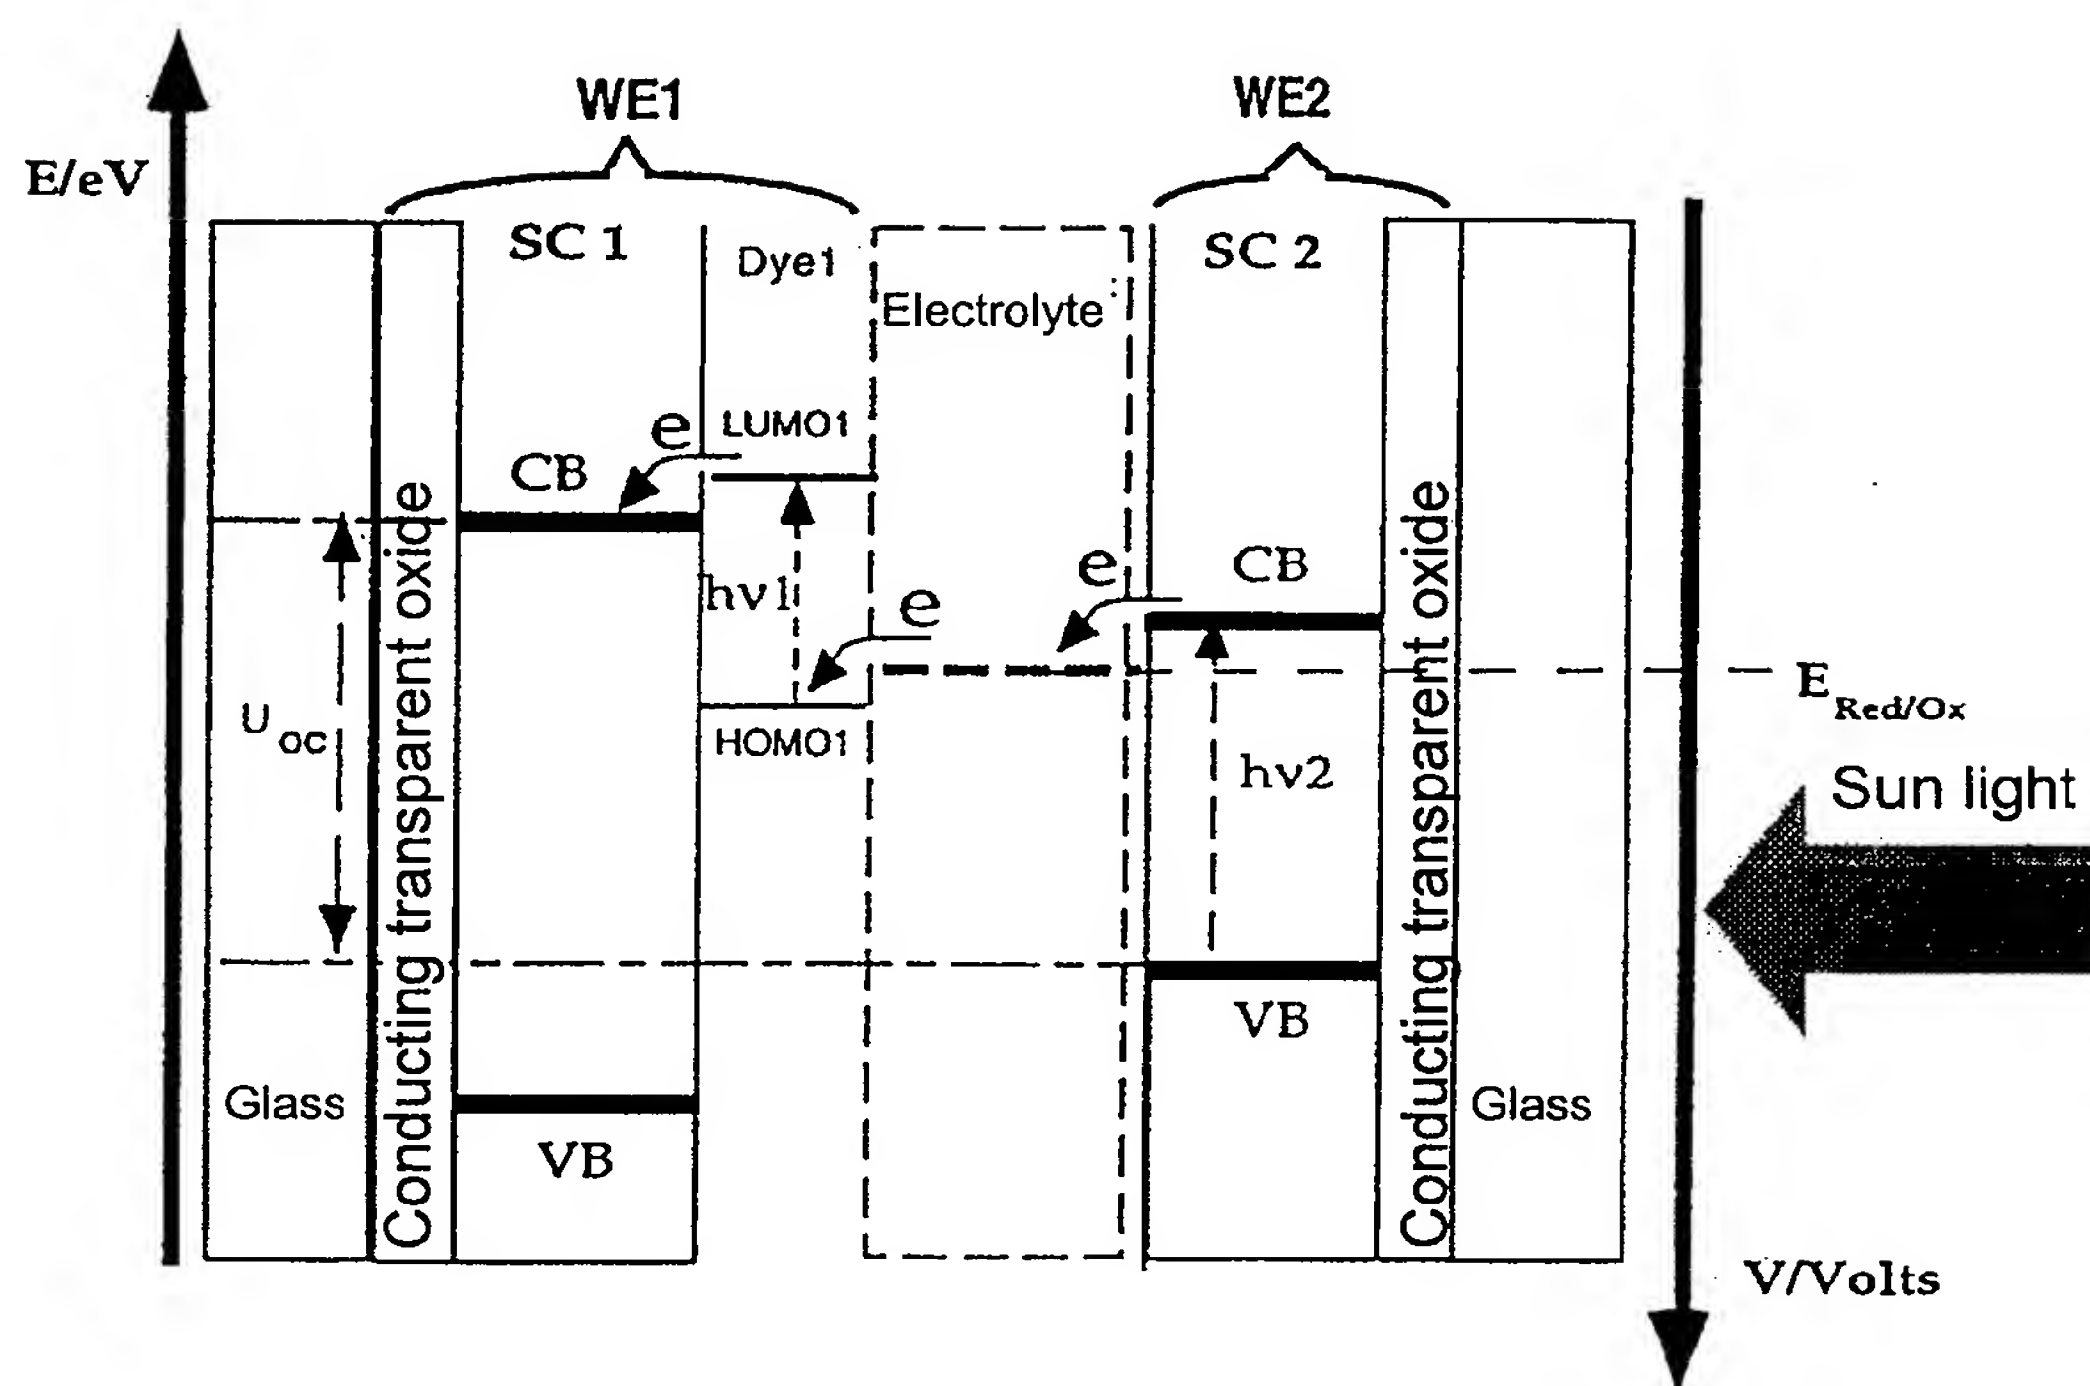 WE1
WE2
E/eV
SC 1
Dye1
SC 2
Electrolyte
e
LUMO1
CB
e
CB
hν1
e
E Red/Ox
U oc
HOMO1
hν2
Sun light
Conducting transparent oxide
Conducting transparent oxide
VB
Glass
Glass
VB
V/Volts